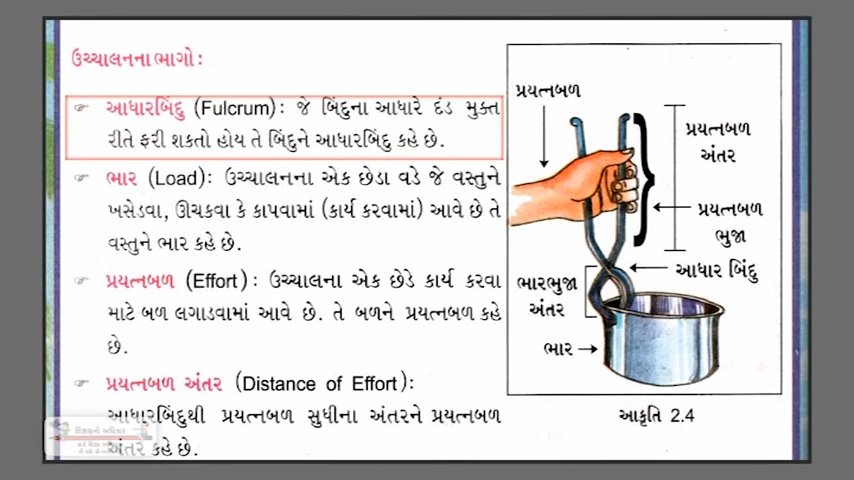 ઉચ્ચાલનના ભાગો:
☞ આધારબિંદુ (Fulcrum): જે બિંદુના આધારે દંડ મુક્ત
રીતે ફરી શકતો હોય તે બિંદુને આધારબિંદુ કહે છે.
☞ ભાર (Load): ઉચ્ચાલનના એક છેડા વડે જે વસ્તુને
ખસેડવા, ઊચકવા કે કાપવામાં (કાર્ય કરવામાં) આવે છે તે
વસ્તુને ભાર કહે છે.
☞ પ્રયત્નબળ (Effort) : ઉચ્ચાલના એક છેડે કાર્ય કરવા
માટે બળ લગાડવામાં આવે છે. તે બળને પ્રયત્નબળ કહે
છે.
☞ પ્રયત્નબળ અંતર (Distance of Effort):
આધારબિંદુથી પ્રયત્નબળ સુધીના અંતરને પ્રયત્નબળ
અંતર કહે છે.
પ્રયત્નબળ
પ્રયત્નબળ
અંતર
પ્રયત્નબળ
ભુજા
આધાર બિંદુ
ભારભુજા
અંતર
ભાર
આકૃતિ 2.4